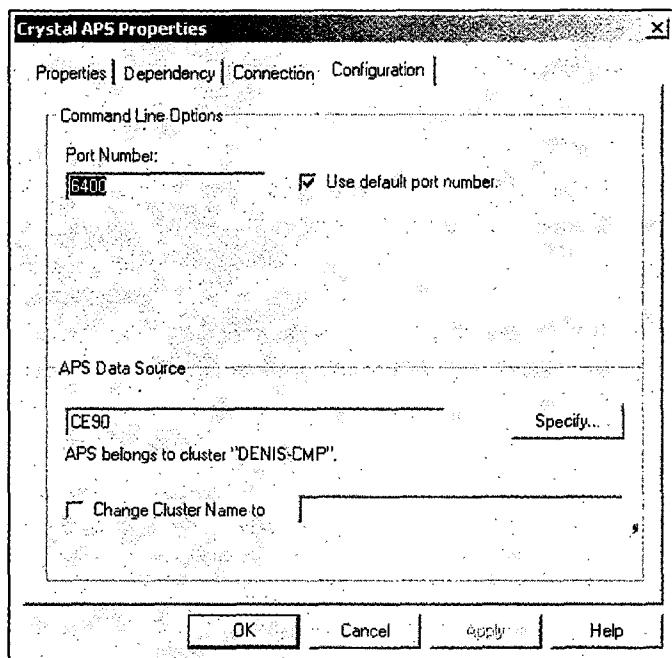 Crystal APS Properties
Properties Dependency Connection Configuration
Command Line Options
Port Number:
6400
Use default port number.
APS Data Source
CE90
Specify...
APS belongs to cluster "DENIS-CMP".
Change Cluster Name to
OK Cancel Apply Help